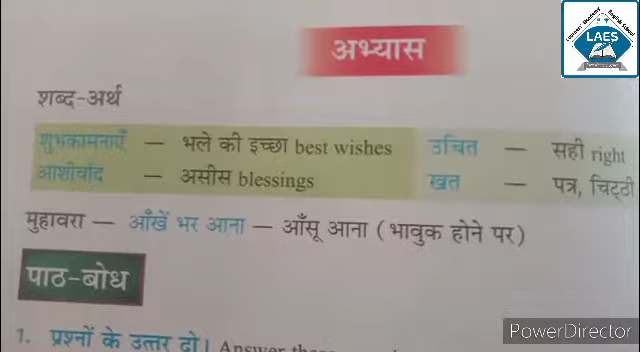 LAES
अभ्यास
शब्द-अर्थ
शुभकामनाएँ — भले की इच्छा best wishes उचित — सही right
आशीर्वाद — असीस blessings खत — पत्र, चिट्ठी
मुहावरा — आँखें भर आना — आँसू आना ( भावुक होने पर )
पाठ-बोध
1. प्रश्नों के उत्तर दो। Answer these
PowerDirector